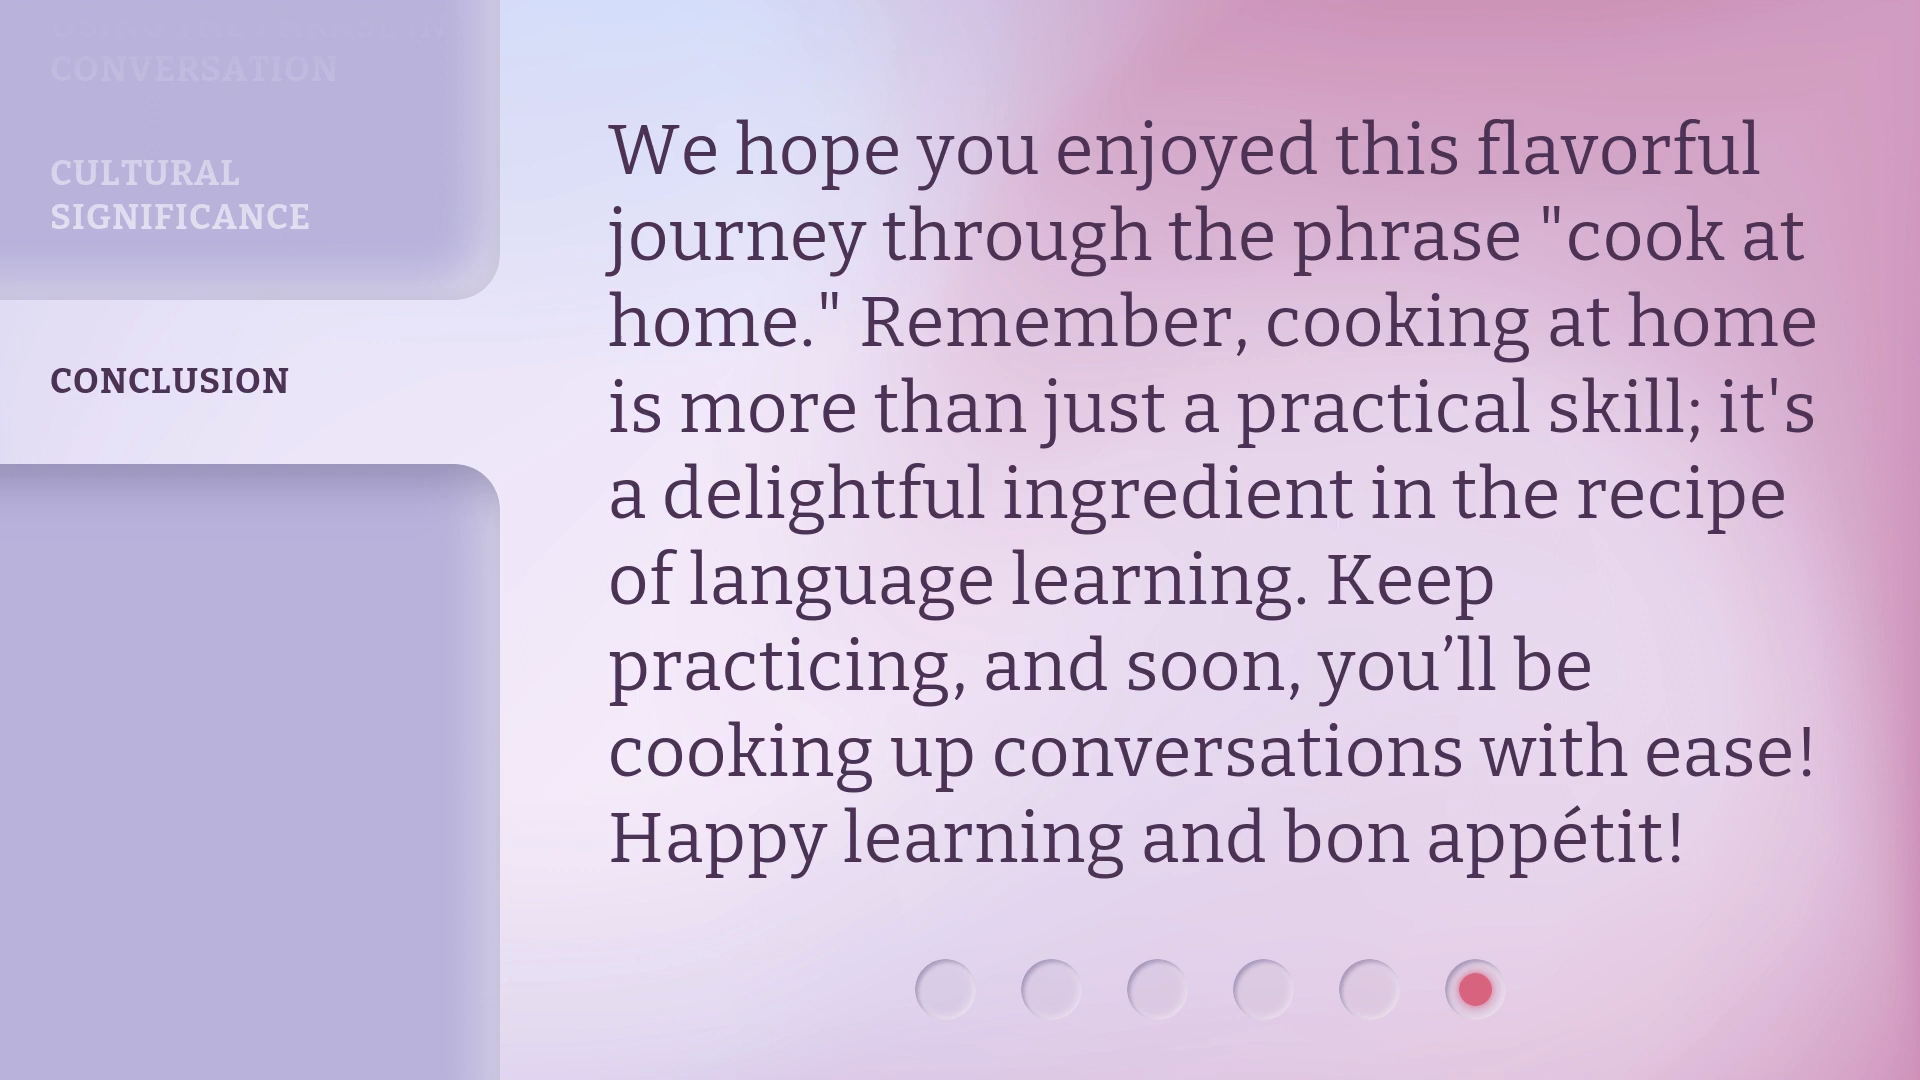 CONVERSATION
CULTURAL
SIGNIFICANCE
CONCLUSION
We hope you enjoyed this flavorful
journey through the phrase "cook at
home." Remember, cooking at home
is more than just a practical skill; it's
a delightful ingredient in the recipe
of language learning. Keep
practicing, and soon, you’ll be
cooking up conversations with ease!
Happy learning and bon appétit!